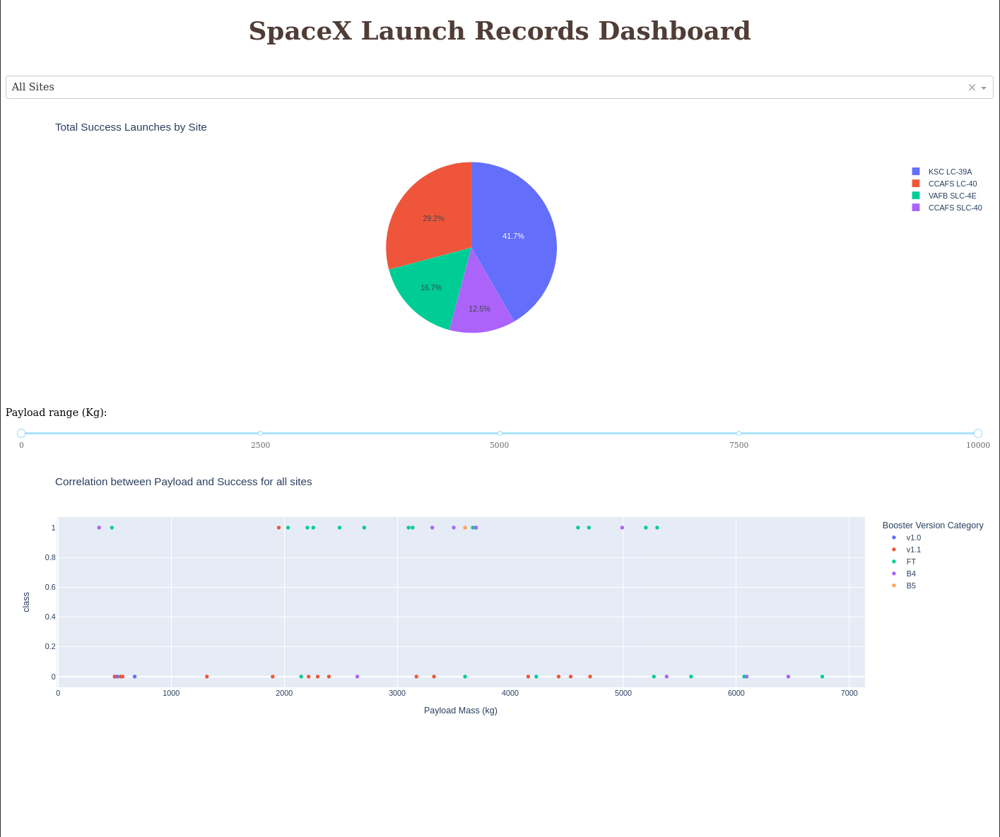 SpaceX Launch Records Dashboard
All Sites
×
Total Success Launches by Site
KSC LC-39A
CCAFS LC-40
VAFB SLC-4E
CCAFS SLC-40
29.2%
41.7%
16.7%
12.5%
Payload range (Kg):
0 2500 5000 7500 10000
Correlation between Payload and Success for all sites
Booster Version Category
v1.0
v1.1
FT
B4
B5
1
0.8
0.6
0.4
0.2
0
class
0 1000 2000 3000 4000 5000 6000 7000
Payload Mass (kg)